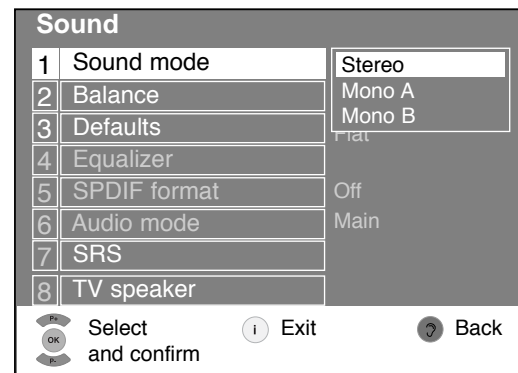 Sound
1 Sound mode
Stereo
2 Balance
Mono A
Mono B
3 Defaults
Flat
4 Equalizer
5 SPDIF format
Off
6 Audio mode
Main
7 SRS
8 TV speaker
P+
OK
P-
Select
and confirm
i Exit
Back